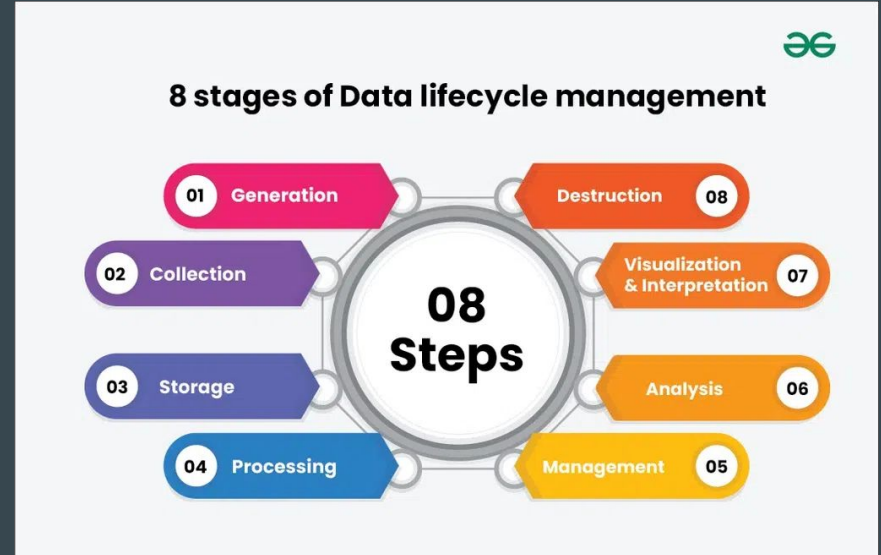 8 stages of Data lifecycle management
01 Generation
02 Collection
03 Storage
04 Processing
08
Steps
Destruction 08
Visualization
& Interpretation 07
Analysis 06
Management 05